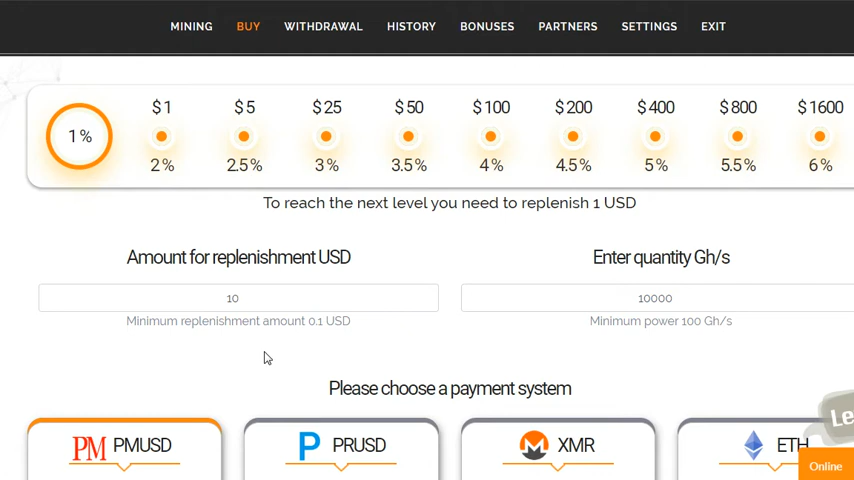 MINING BUY WITHDRAWAL HISTORY BONUSES PARTNERS SETTINGS EXIT
$1 $5 $25 $50 $100 $200 $400 $800 $1600
1%
2% 2.5% 3% 3.5% 4% 4.5% 5% 5.5% 6%
To reach the next level you need to replenish 1 USD
Amount for replenishment USD Enter quantity Gh/s
10 10000
Minimum replenishment amount 0.1 USD Minimum power 100 Gh/s
Please choose a payment system
PM PMUSD PRUSD XMR ETH
Online